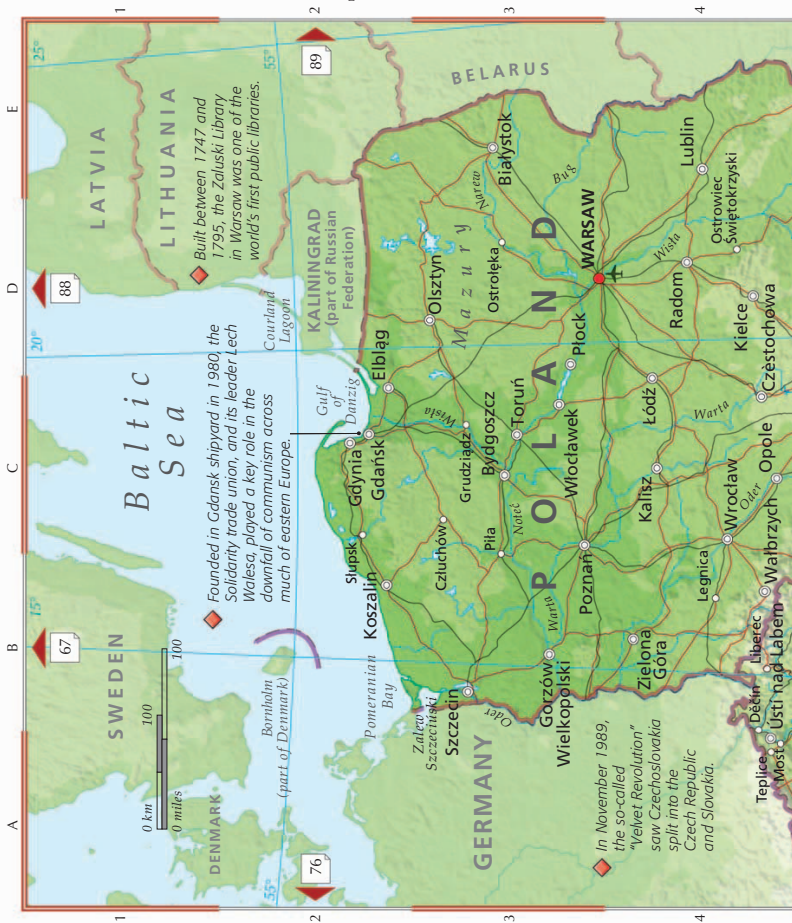 A
B
C
D
E
1
2
3
4
1
2
3
4
67
88
89
76
15°
20°
25°
55°
55°
SWEDEN
DENMARK
LATVIA
LITHUANIA
KALININGRAD
(part of Russian
Federation)
BELARUS
GERMANY
POLAND
0 km
100
0 miles
100
Baltic
Sea
Bornholm
(part of Denmark)
Pomeranian
Bay
Zalew
Szczeciński
Gulf
of
Danzig
Courland
Lagoon
Founded in Gdansk shipyard in 1980, the
Solidarity trade union, and its leader Lech
Walesa, played a key role in the
downfall of communism across
much of eastern Europe.
Built between 1747 and
1795, the Zaluski Library
in Warsaw was one of the
world's first public libraries.
In November 1989,
the so-called
"Velvet Revolution"
saw Czechoslovakia
split into the
Czech Republic
and Slovakia.
Słupsk
Koszalin
Gdynia
Gdańsk
Elbląg
Olsztyn
Mazury
Szczecin
Oder
Człuchów
Piła
Noteć
Grudziądz
Wisła
Bydgoszcz
Toruń
Ostrołęka
Narew
Białystok
Bug
Gorzów
Wielkopolski
Warta
Poznań
Włocławek
Płock
WARSAW
Zielona
Góra
Kalisz
Łódź
Warta
Radom
Wisła
Lublin
Legnica
Wrocław
Oder
Opole
Wałbrzych
Częstochowa
Kielce
Ostrowiec
Świętokrzyski
Liberec
Děčín
Ústí nad Labem
Teplice
Most